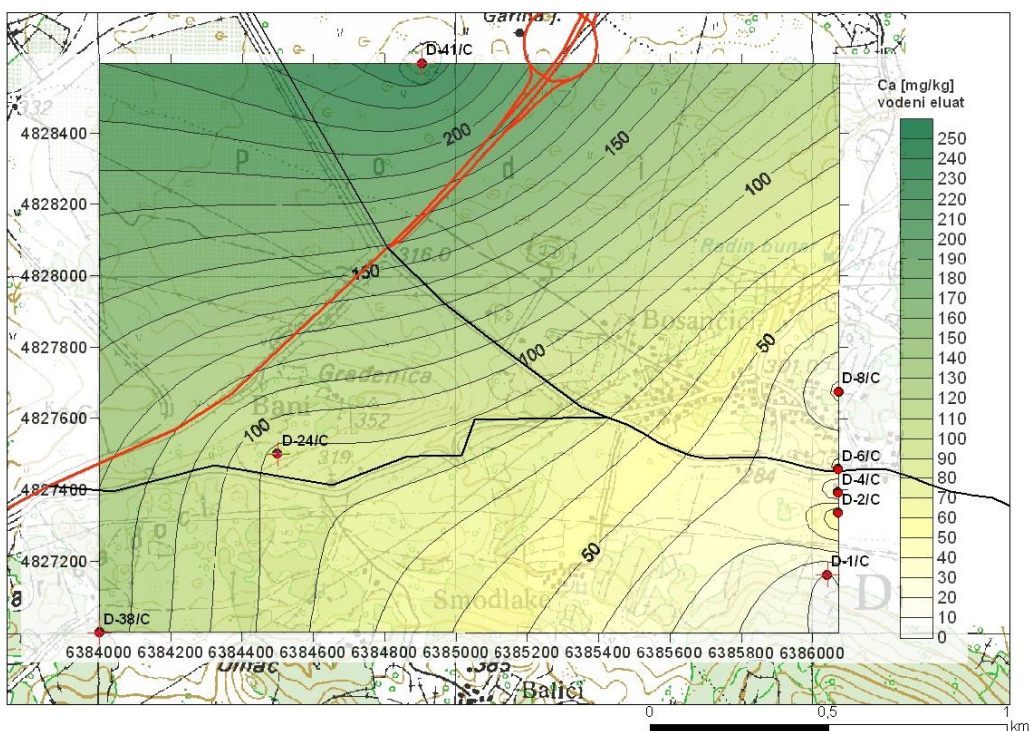 Garina j.
D-41/C
Ca [mg/kg]
vodeni eluat
332
250
240
230
220
210
200
190
180
170
160
150
140
130
120
110
100
90
80
70
60
50
40
30
20
10
0
4828400
4828200
4828000
4827800
4827600
4827400
4827200
200
150
100
P o d i
316.0
150
Radin bunar
Bosančići
50
100
301
Gradenica
Bani
352
D-8/C
100
D-24/C
319
D-6/C
284
D-4/C
D-2/C
50
D-1/C
Smodlake
D
a
D-38/C
6384000 6384200 6384400 6384600 6384800 6385000 6385200 6385400 6385600 6385800 6386000
Umac
385
Balići
0 0,5 1
km